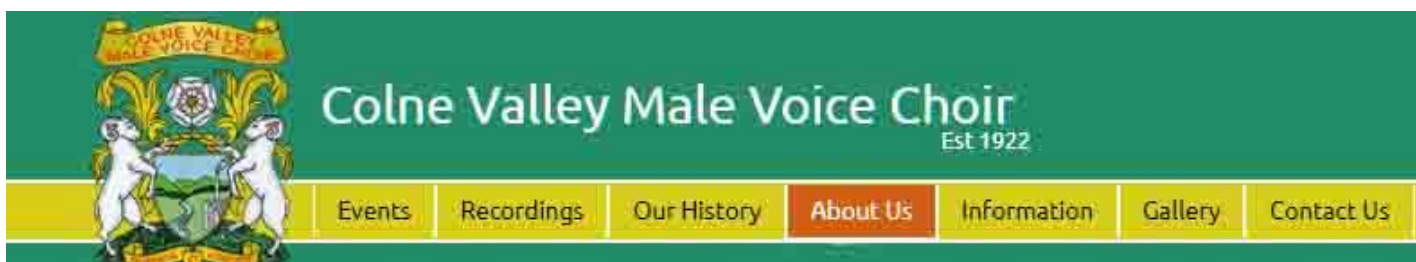 COLNE VALLEY
MALE VOICE CHOIR
Colne Valley Male Voice Choir
Est 1922
Events
Recordings
Our History
About Us
Information
Gallery
Contact Us